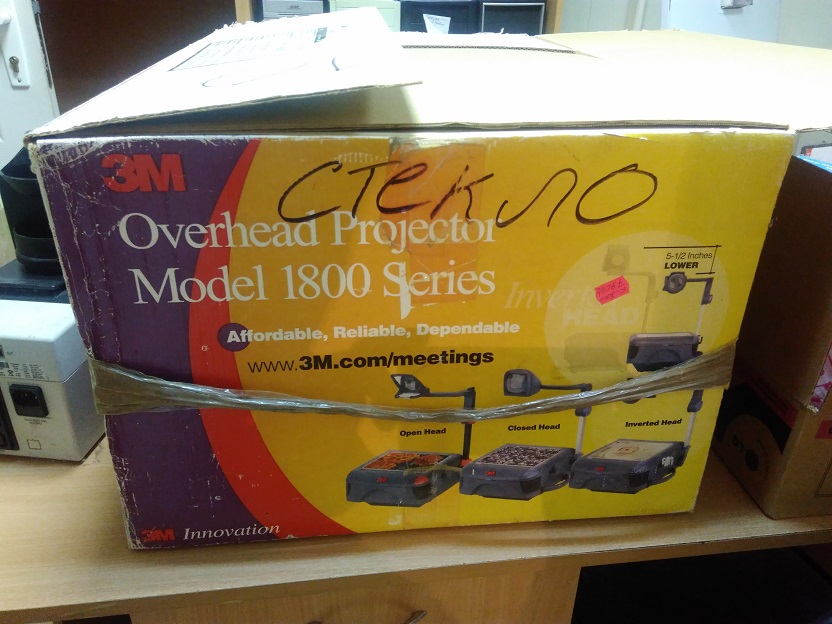 3M
стекло
Overhead Projector
Model 1800 Series
Inverted
HEAD
5-1/2 Inches
LOWER
Affordable, Reliable, Dependable
www.3M.com/meetings
Open Head
Closed Head
Inverted Head
3M Innovation